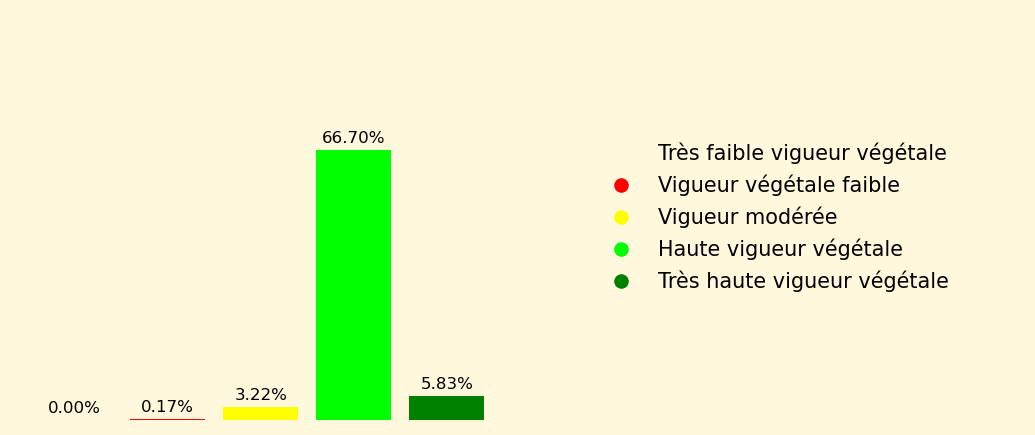 66.70%
5.83%
3.22%
0.17%
0.00%
Très faible vigueur végétale
Vigueur végétale faible
Vigueur modérée
Haute vigueur végétale
Très haute vigueur végétale